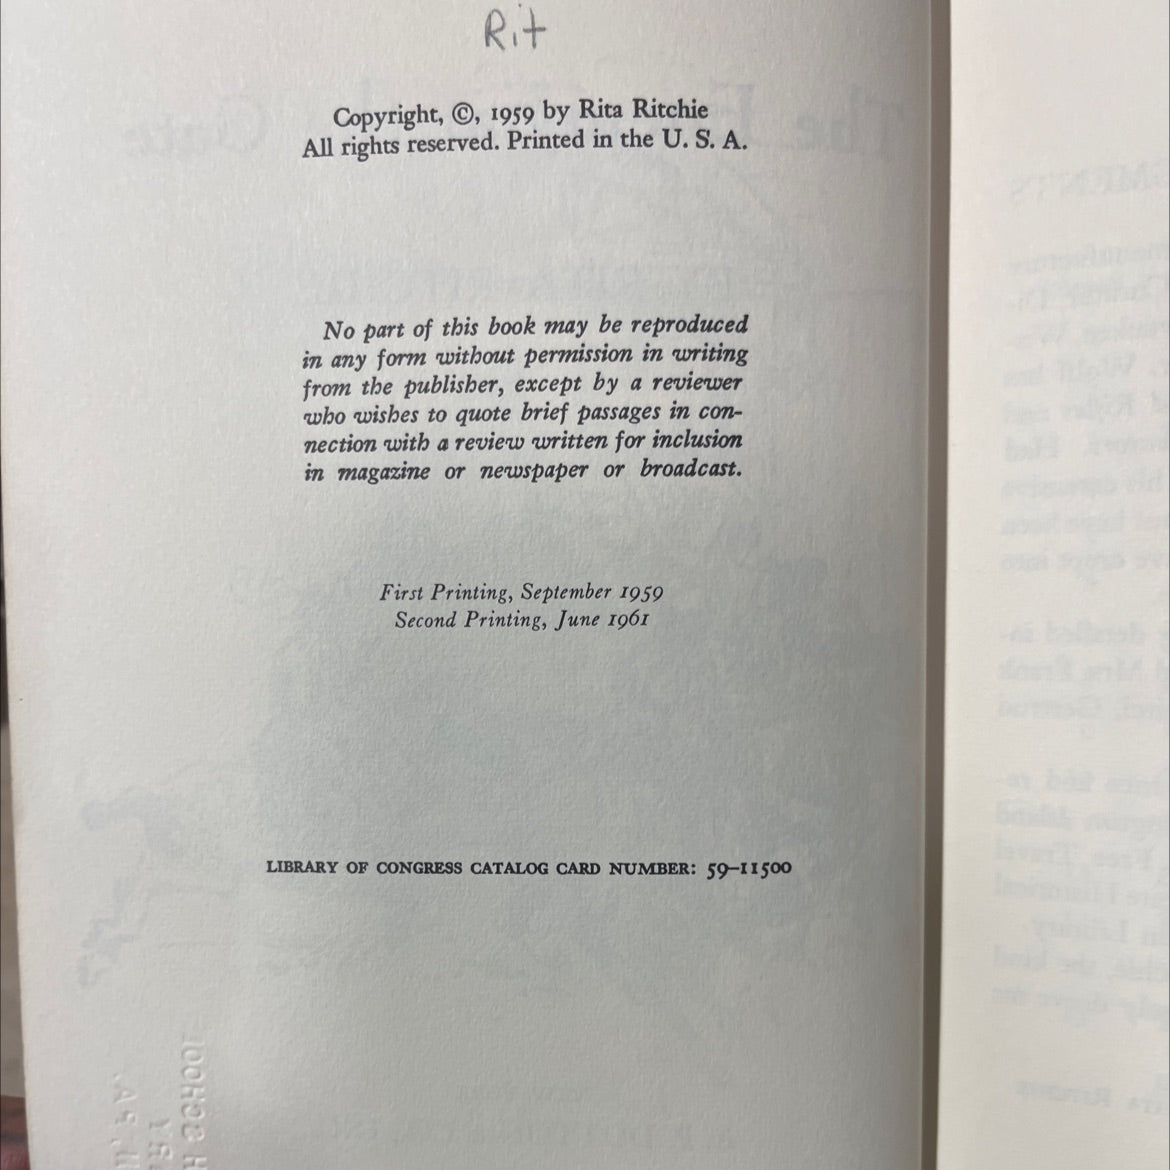 Rit
Copyright, ©, 1959 by Rita Ritchie
All rights reserved. Printed in the U. S. A.
No part of this book may be reproduced
in any form without permission in writing
from the publisher, except by a reviewer
who wishes to quote brief passages in con-
nection with a review written for inclusion
in magazine or newspaper or broadcast.
First Printing, September 1959
Second Printing, June 1961
LIBRARY OF CONGRESS CATALOG CARD NUMBER: 59–11500